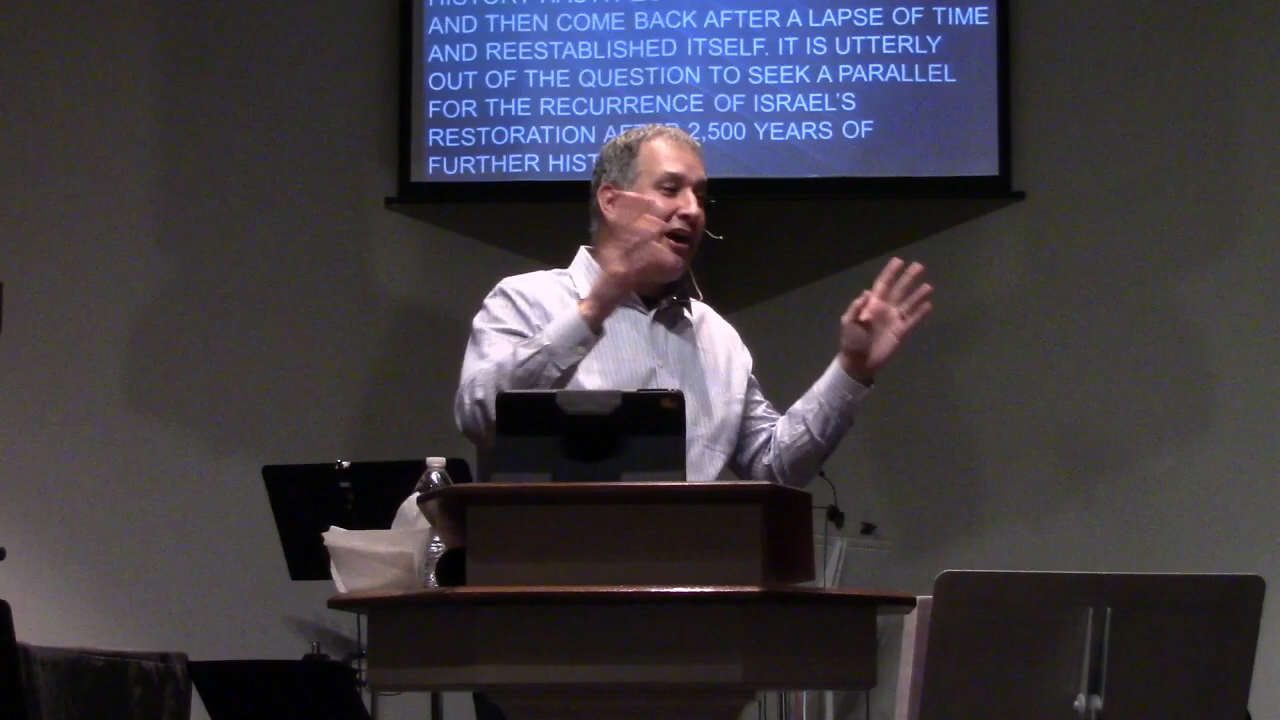 AND THEN COME BACK AFTER A LAPSE OF TIME
AND REESTABLISHED ITSELF. IT IS UTTERLY
OUT OF THE QUESTION TO SEEK A PARALLEL
FOR THE RECURRENCE OF ISRAEL'S
RESTORATION 2,500 YEARS OF
FURTHER